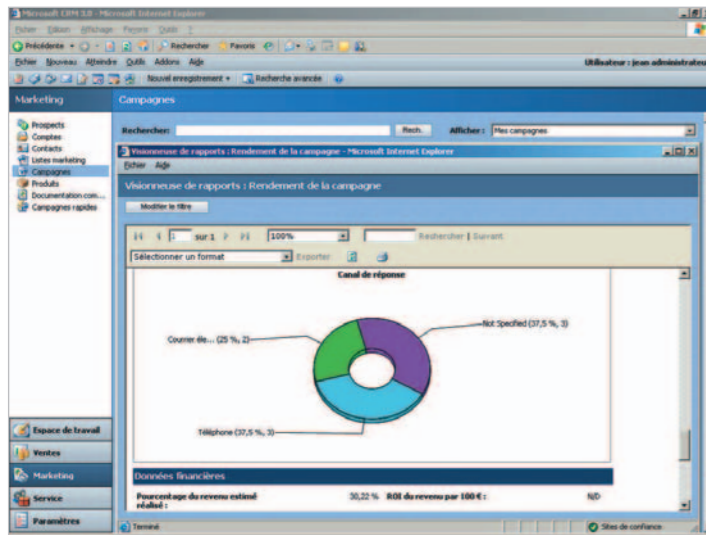 Microsoft CRM 3.0 - Microsoft Internet Explorer
Fichier Edition Affichage Favoris Outils ?
Précédente Rechercher Favoris
Fichier Nouveau Atteindre Outils Addons Aide Utilisateur : jean administrateu
Nouvel enregistrement Recherche avancée
Marketing Campagnes
Prospects
Comptes
Contacts
Listes marketing
Campagnes
Produits
Documentation com...
Campagnes rapides
Rechercher: Rech. Afficher : Mes campagnes
Visionneuse de rapports : Rendement de la campagne - Microsoft Internet Explorer
Fichier Aide
Visionneuse de rapports : Rendement de la campagne
Modifier le filtre
1 sur 1 100% Rechercher | Suivant
Sélectionner un format Exporter
Canal de réponse
Not Specified (37,5 %, 3)
Courrier éle... (25 %, 2)
Téléphone (37,5 %, 3)
Données financières
Pourcentage du revenu estimé réalisé : 30,22 % ROI du revenu par 100 € : N/D
Espace de travail
Ventes
Marketing
Service
Paramètres
Terminé Sites de confiance